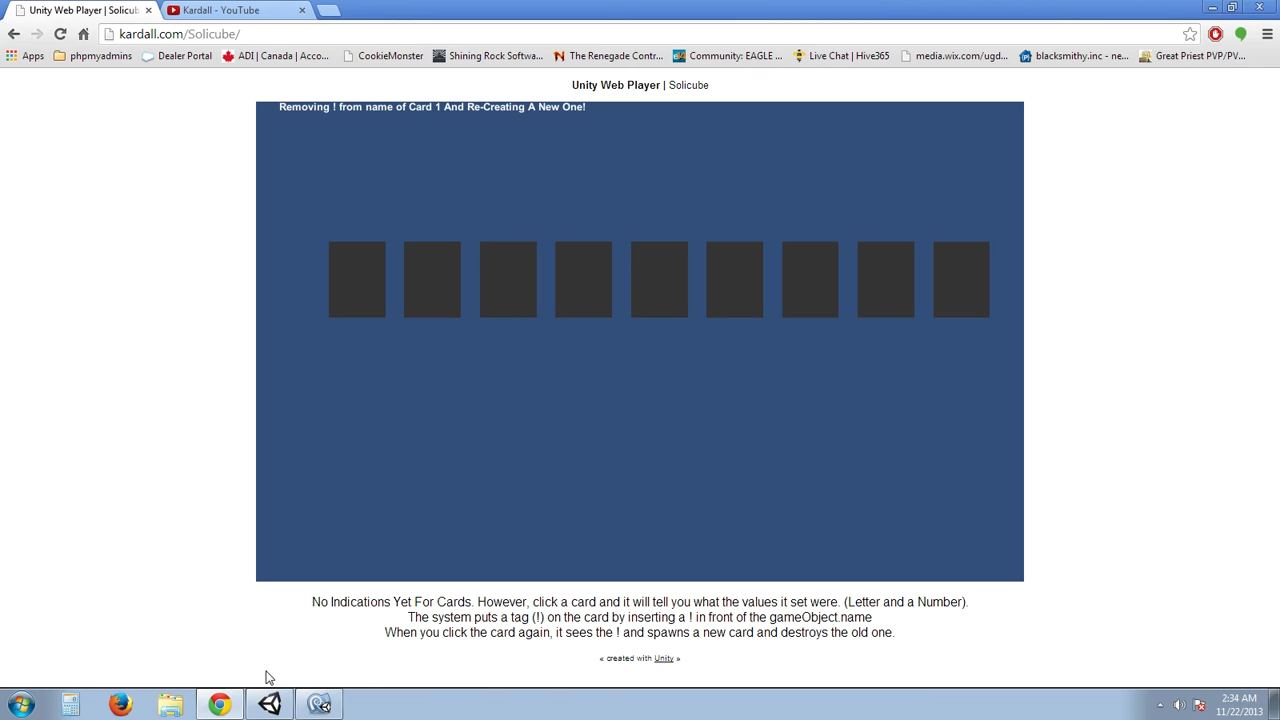 Unity Web Player | Solicub
Kardall - YouTube
kardall.com/Solicube/
Apps
phpmyadmins
Dealer Portal
ADI | Canada | Acco...
CookieMonster
Shining Rock Softwa...
The Renegade Contr...
Community: EAGLE ...
Live Chat | Hive365
media.wix.com/ugd...
blacksmithy.inc - ne...
Great Priest PVP/PV...
Unity Web Player | Solicube
Removing ! from name of Card 1 And Re-Creating A New One!
No Indications Yet For Cards. However, click a card and it will tell you what the values it set were. (Letter and a Number).
The system puts a tag (!) on the card by inserting a ! in front of the gameObject.name
When you click the card again, it sees the ! and spawns a new card and destroys the old one.
« created with Unity »
2:34 AM
11/22/2013